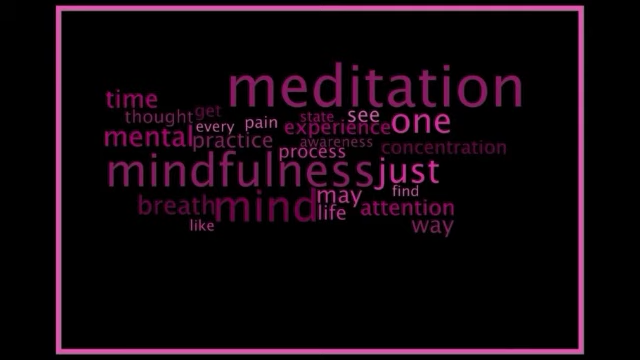 meditation
time
thought get
every pain state see
mental practice experience one
awareness
process concentration
mindfulness just
find
breath mind may attention
life
like way